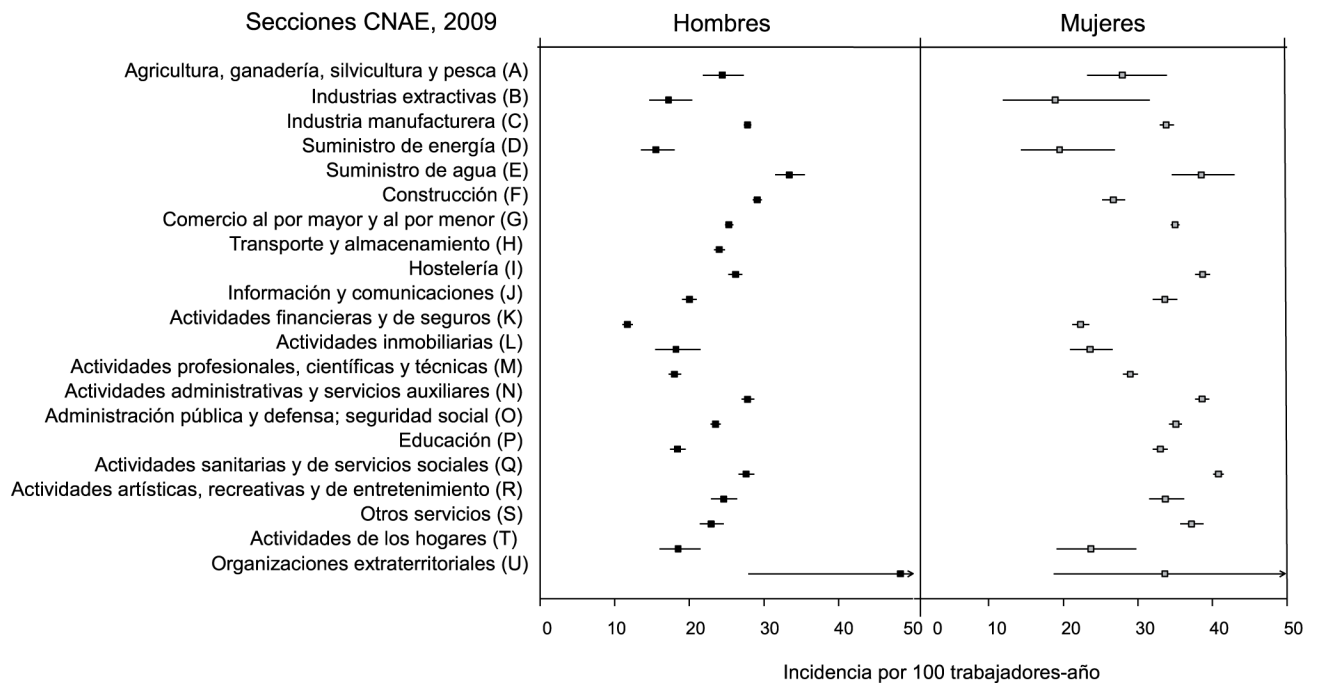 Secciones CNAE, 2009 Hombres Mujeres
Agricultura, ganadería, silvicultura y pesca (A)
Industrias extractivas (B)
Industria manufacturera (C)
Suministro de energía (D)
Suministro de agua (E)
Construcción (F)
Comercio al por mayor y al por menor (G)
Transporte y almacenamiento (H)
Hostelería (I)
Información y comunicaciones (J)
Actividades financieras y de seguros (K)
Actividades inmobiliarias (L)
Actividades profesionales, científicas y técnicas (M)
Actividades administrativas y servicios auxiliares (N)
Administración pública y defensa; seguridad social (O)
Educación (P)
Actividades sanitarias y de servicios sociales (Q)
Actividades artísticas, recreativas y de entretenimiento (R)
Otros servicios (S)
Actividades de los hogares (T)
Organizaciones extraterritoriales (U)
0 10 20 30 40 50 0 10 20 30 40 50
Incidencia por 100 trabajadores-año